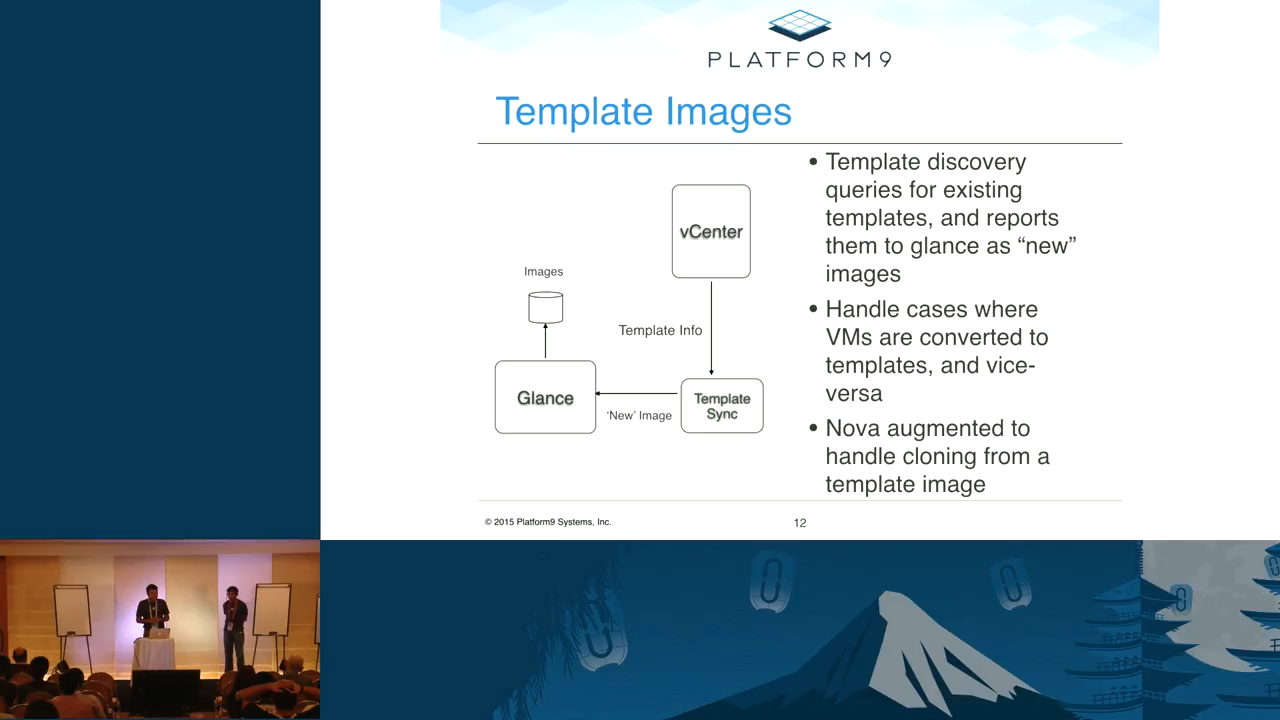 PLATFORM9
Template Images
vCenter
Images
Template Info
Glance
Template
Sync
‘New’ Image
• Template discovery
queries for existing
templates, and reports
them to glance as “new”
images
• Handle cases where
VMs are converted to
templates, and vice-
versa
• Nova augmented to
handle cloning from a
template image
© 2015 Platform9 Systems, Inc.
12